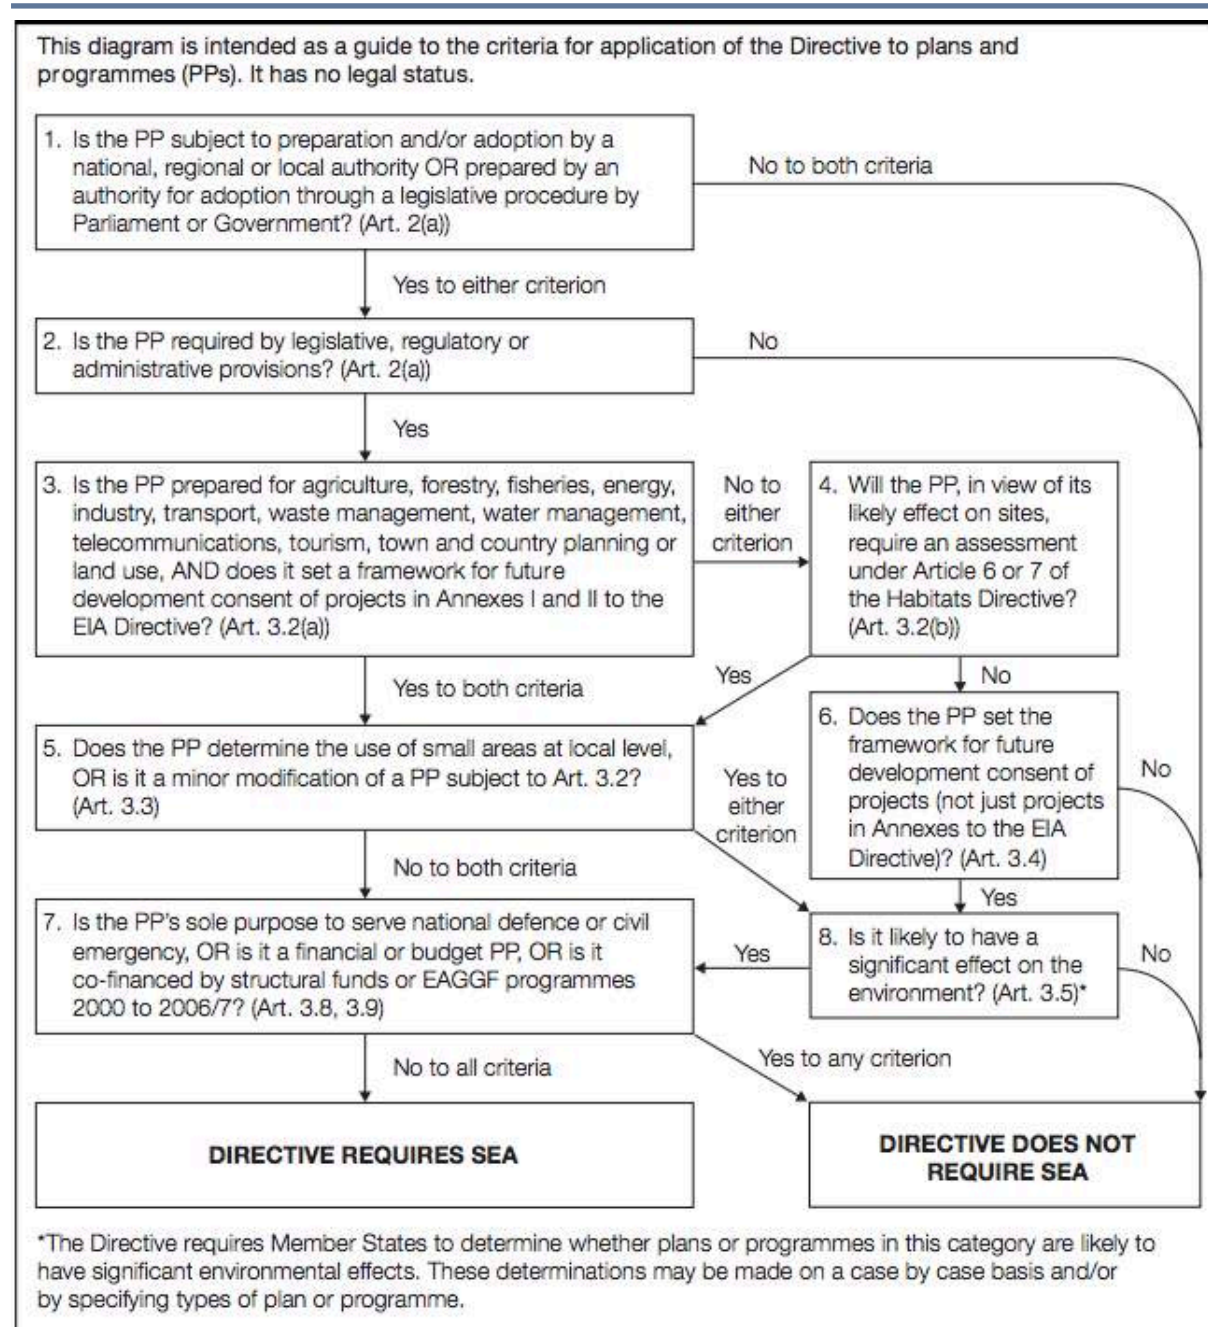 This diagram is intended as a guide to the criteria for application of the Directive to plans and
programmes (PPs). It has no legal status.
1. Is the PP subject to preparation and/or adoption by a
national, regional or local authority OR prepared by an
authority for adoption through a legislative procedure by
Parliament or Government? (Art. 2(a))
No to both criteria
Yes to either criterion
2. Is the PP required by legislative, regulatory or
administrative provisions? (Art. 2(a))
No
Yes
3. Is the PP prepared for agriculture, forestry, fisheries, energy,
industry, transport, waste management, water management,
telecommunications, tourism, town and country planning or
land use, AND does it set a framework for future
development consent of projects in Annexes I and II to the
EIA Directive? (Art. 3.2(a))
No to
either
criterion
4. Will the PP, in view of its
likely effect on sites,
require an assessment
under Article 6 or 7 of
the Habitats Directive?
(Art. 3.2(b))
Yes to both criteria
Yes
No
5. Does the PP determine the use of small areas at local level,
OR is it a minor modification of a PP subject to Art. 3.2?
(Art. 3.3)
Yes to
either
criterion
6. Does the PP set the
framework for future
development consent of
projects (not just projects
in Annexes to the EIA
Directive)? (Art. 3.4)
No
No to both criteria
Yes
7. Is the PP's sole purpose to serve national defence or civil
emergency, OR is it a financial or budget PP, OR is it
co-financed by structural funds or EAGGF programmes
2000 to 2006/7? (Art. 3.8, 3.9)
Yes
8. Is it likely to have a
significant effect on the
environment? (Art. 3.5)*
No
No to all criteria
Yes to any criterion
DIRECTIVE REQUIRES SEA
DIRECTIVE DOES NOT
REQUIRE SEA
*The Directive requires Member States to determine whether plans or programmes in this category are likely to
have significant environmental effects. These determinations may be made on a case by case basis and/or
by specifying types of plan or programme.